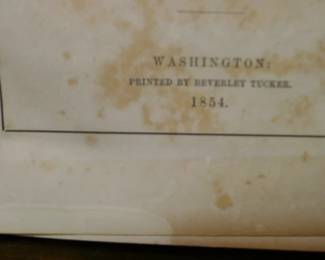 WASHINGTON:
PRINTED BY BEVERLEY TUCKER.
1854.